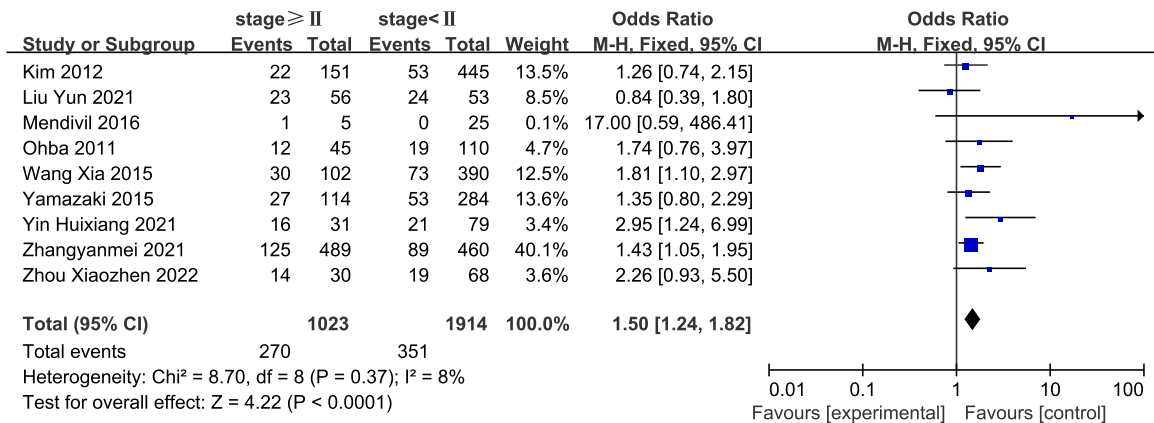 stage≥Ⅱ stage<Ⅱ Odds Ratio Odds Ratio
Study or Subgroup Events Total Events Total Weight M-H, Fixed, 95% CI M-H, Fixed, 95% CI
Kim 2012 22 151 53 445 13.5% 1.26 [0.74, 2.15]
Liu Yun 2021 23 56 24 53 8.5% 0.84 [0.39, 1.80]
Mendivil 2016 1 5 0 25 0.1% 17.00 [0.59, 486.41]
Ohba 2011 12 45 19 110 4.7% 1.74 [0.76, 3.97]
Wang Xia 2015 30 102 73 390 12.5% 1.81 [1.10, 2.97]
Yamazaki 2015 27 114 53 284 13.6% 1.35 [0.80, 2.29]
Yin Huixiang 2021 16 31 21 79 3.4% 2.95 [1.24, 6.99]
Zhangyanmei 2021 125 489 89 460 40.1% 1.43 [1.05, 1.95]
Zhou Xiaozhen 2022 14 30 19 68 3.6% 2.26 [0.93, 5.50]
Total (95% CI) 1023 1914 100.0% 1.50 [1.24, 1.82]
Total events 270 351
Heterogeneity: Chi² = 8.70, df = 8 (P = 0.37); I² = 8%
Test for overall effect: Z = 4.22 (P < 0.0001)
0.01 0.1 1 10 100
Favours [experimental] Favours [control]